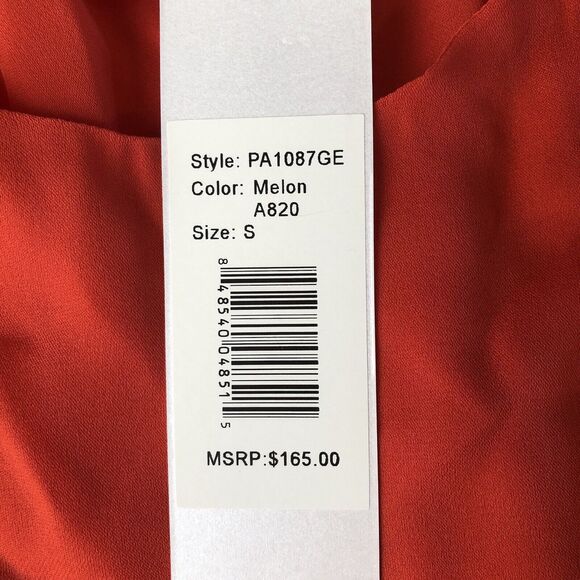 Style: PA1087GE
Color: Melon
A820
Size: S
8 48540 04851 5
MSRP:$165.00